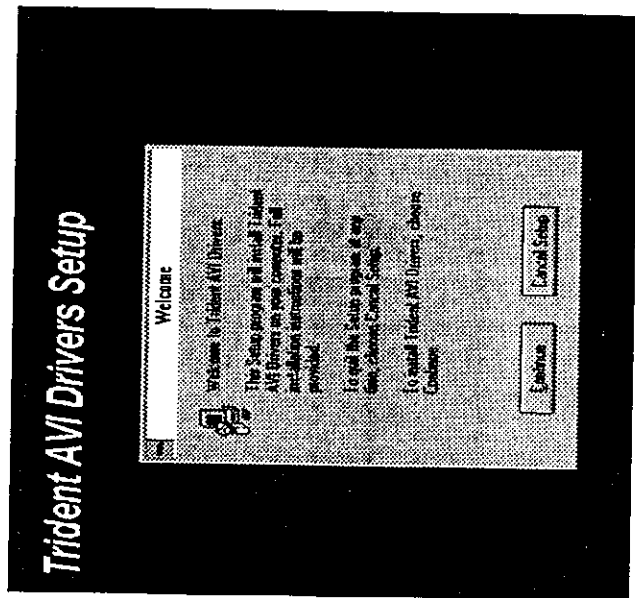 Trident AVI Drivers Setup
Welcome
Welcome to Trident AVI Drivers.
This Setup program will install Trident
AVI Drivers on your computer. Full
installation instructions will be
provided.
To quit the Setup program at any
time, choose Cancel Setup.
To install Trident AVI Drivers, choose
Continue.
Continue
Cancel Setup